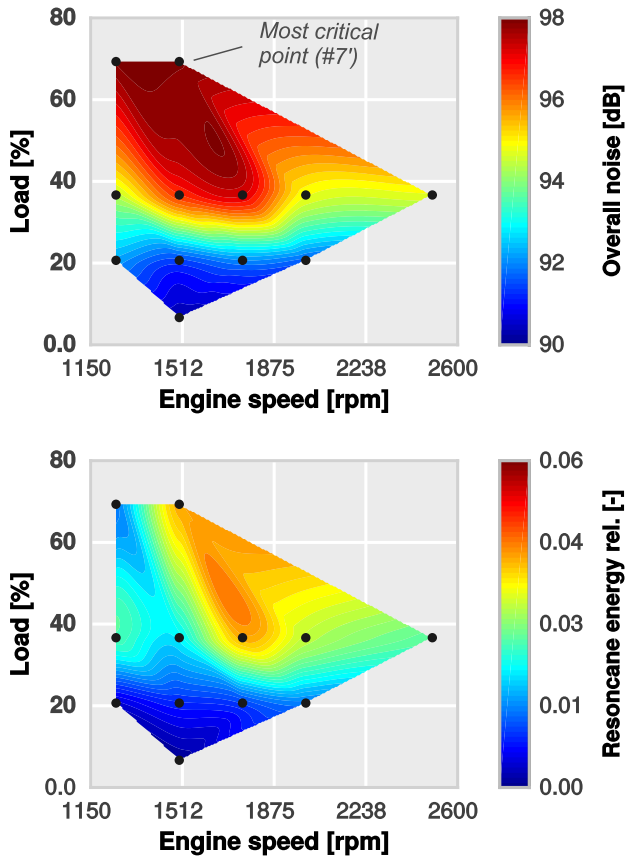 80
60
40
20
0.0
Load [%]
Most critical
point (#7')
1150 1512 1875 2238 2600
Engine speed [rpm]
98
96
94
92
90
Overall noise [dB]
80
60
40
20
0.0
Load [%]
1150 1512 1875 2238 2600
Engine speed [rpm]
0.06
0.04
0.03
0.01
0.00
Resoncane energy rel. [-]